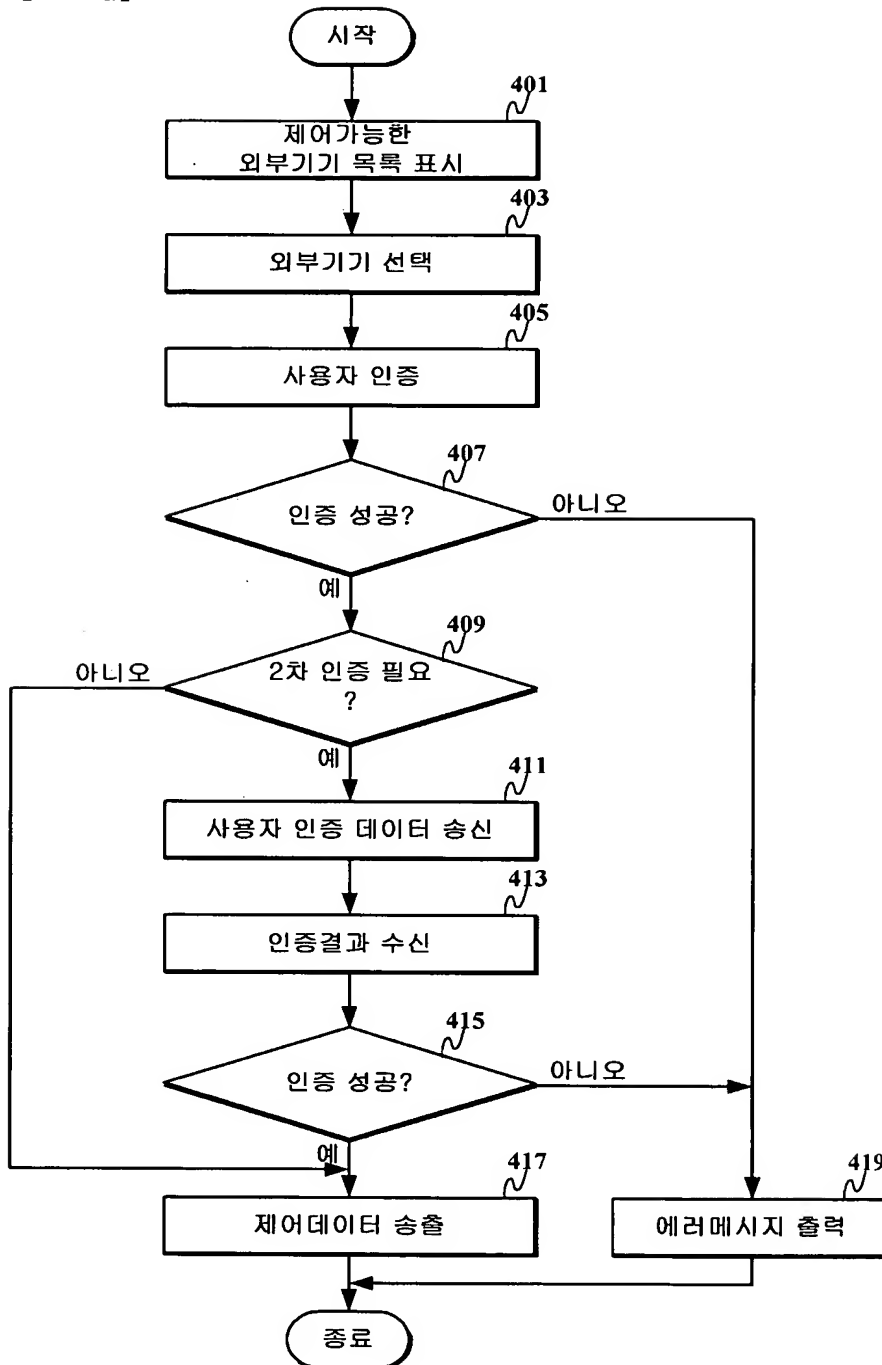 시작
401
제어가능한
외부기기 목록 표시
403
외부기기 선택
405
사용자 인증
407
인증 성공?
아니오
예
409
아니오
2차 인증 필요
?
예
411
사용자 인증 데이터 송신
413
인증결과 수신
415
인증 성공?
아니오
예
417
제어데이터 송출
419
에러메시지 출력
종료